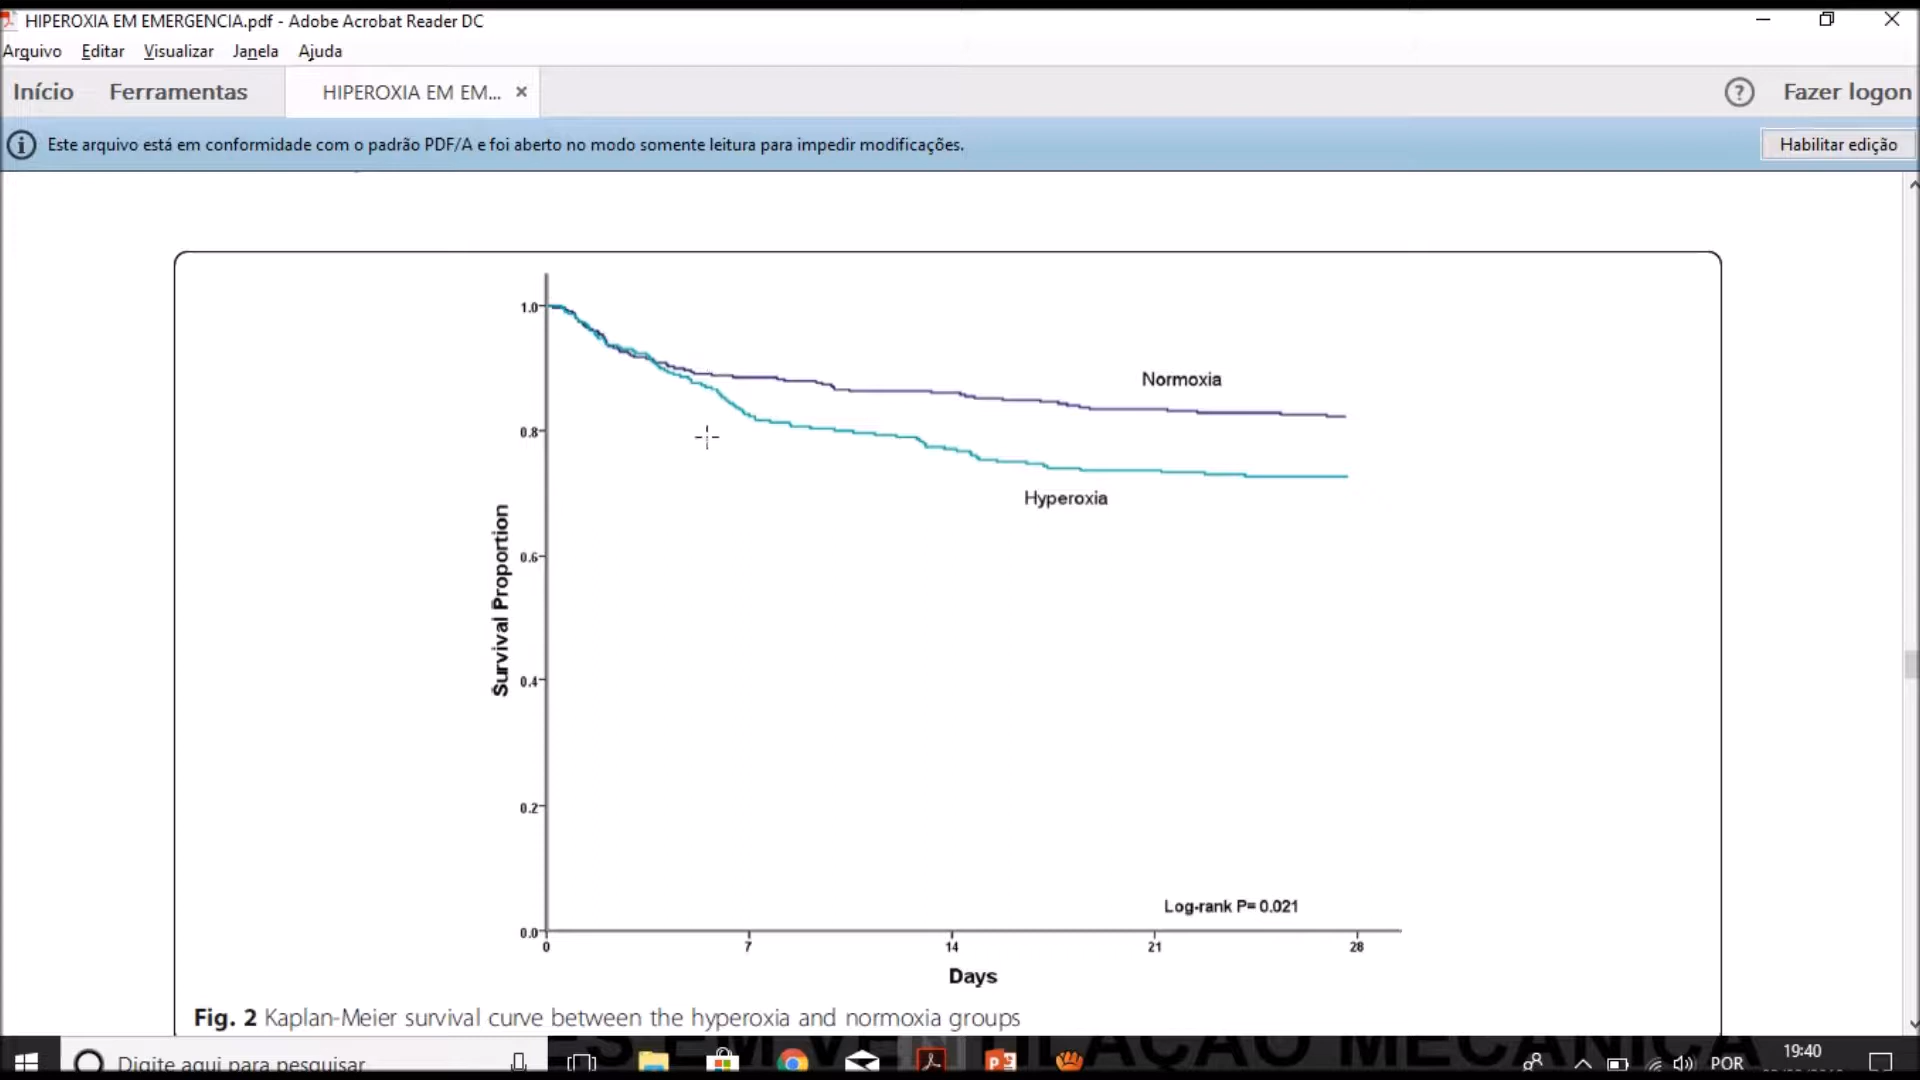 HIPEROXIA EM EMERGENCIA.pdf - Adobe Acrobat Reader DC
Arquivo Editar Visualizar Janela Ajuda
Início Ferramentas HIPEROXIA EM EM... × ? Fazer logon
Este arquivo está em conformidade com o padrão PDF/A e foi aberto no modo somente leitura para impedir modificações. Habilitar edição
1.0
Normoxia
0.8
Hyperoxia
Survival Proportion
0.6
0.4
0.2
Log-rank P= 0.021
0.0
0 7 14 21 28
Days
Fig. 2 Kaplan-Meier survival curve between the hyperoxia and normoxia groups
EM VENTILAÇÃO MECÂNICA
Digite aqui para pesquisar POR 19:40